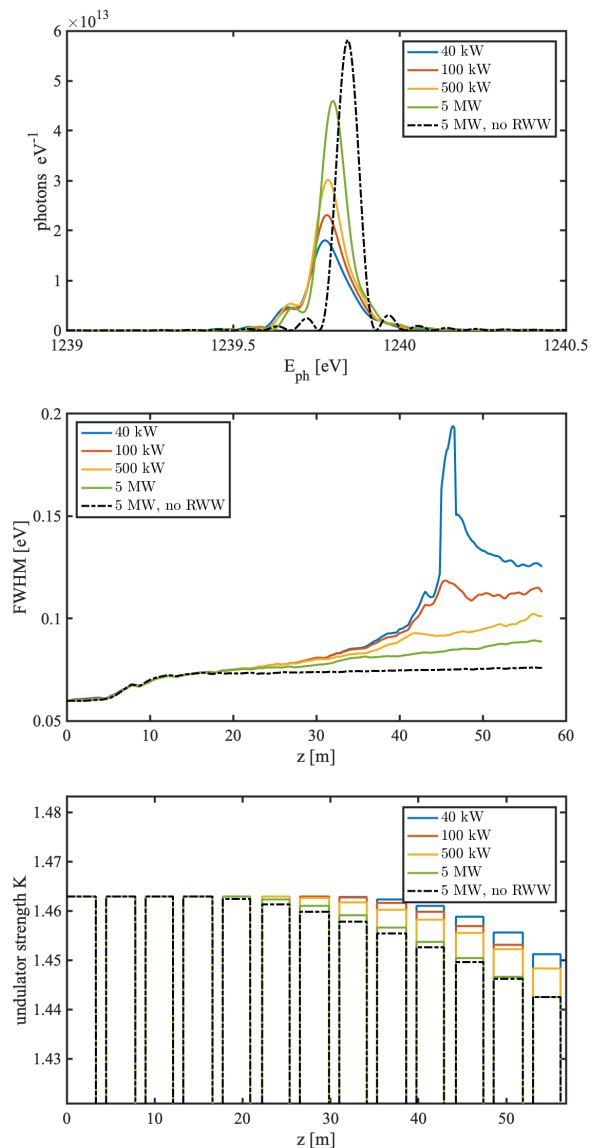 ×10^13
6
5
4
3
2
1
0
photons eV^-1
40 kW
100 kW
500 kW
5 MW
5 MW, no RWW
1239
1239.5
1240
1240.5
E_ph [eV]
0.2
0.15
0.1
0.05
FWHM [eV]
40 kW
100 kW
500 kW
5 MW
5 MW, no RWW
0
10
20
30
40
50
60
z [m]
1.48
1.47
1.46
1.45
1.44
1.43
undulator strength K
40 kW
100 kW
500 kW
5 MW
5 MW, no RWW
0
10
20
30
40
50
z [m]